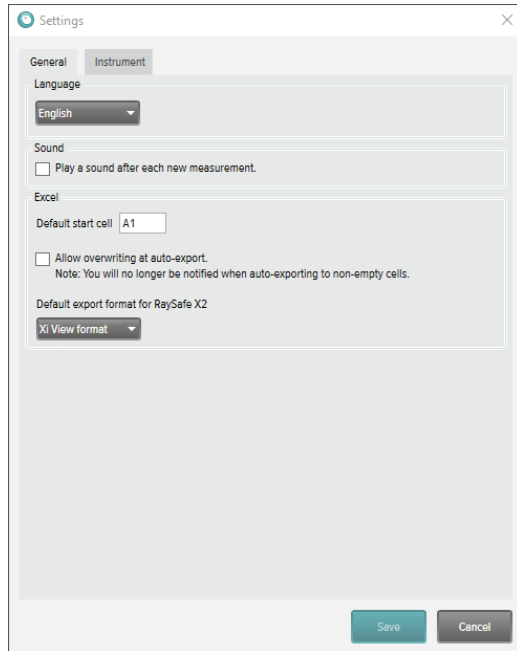 Settings
General Instrument
Language
English
Sound
Play a sound after each new measurement.
Excel
Default start cell A1
Allow overwriting at auto-export.
Note: You will no longer be notified when auto-exporting to non-empty cells.
Default export format for RaySafe X2
Xi View format
Save Cancel